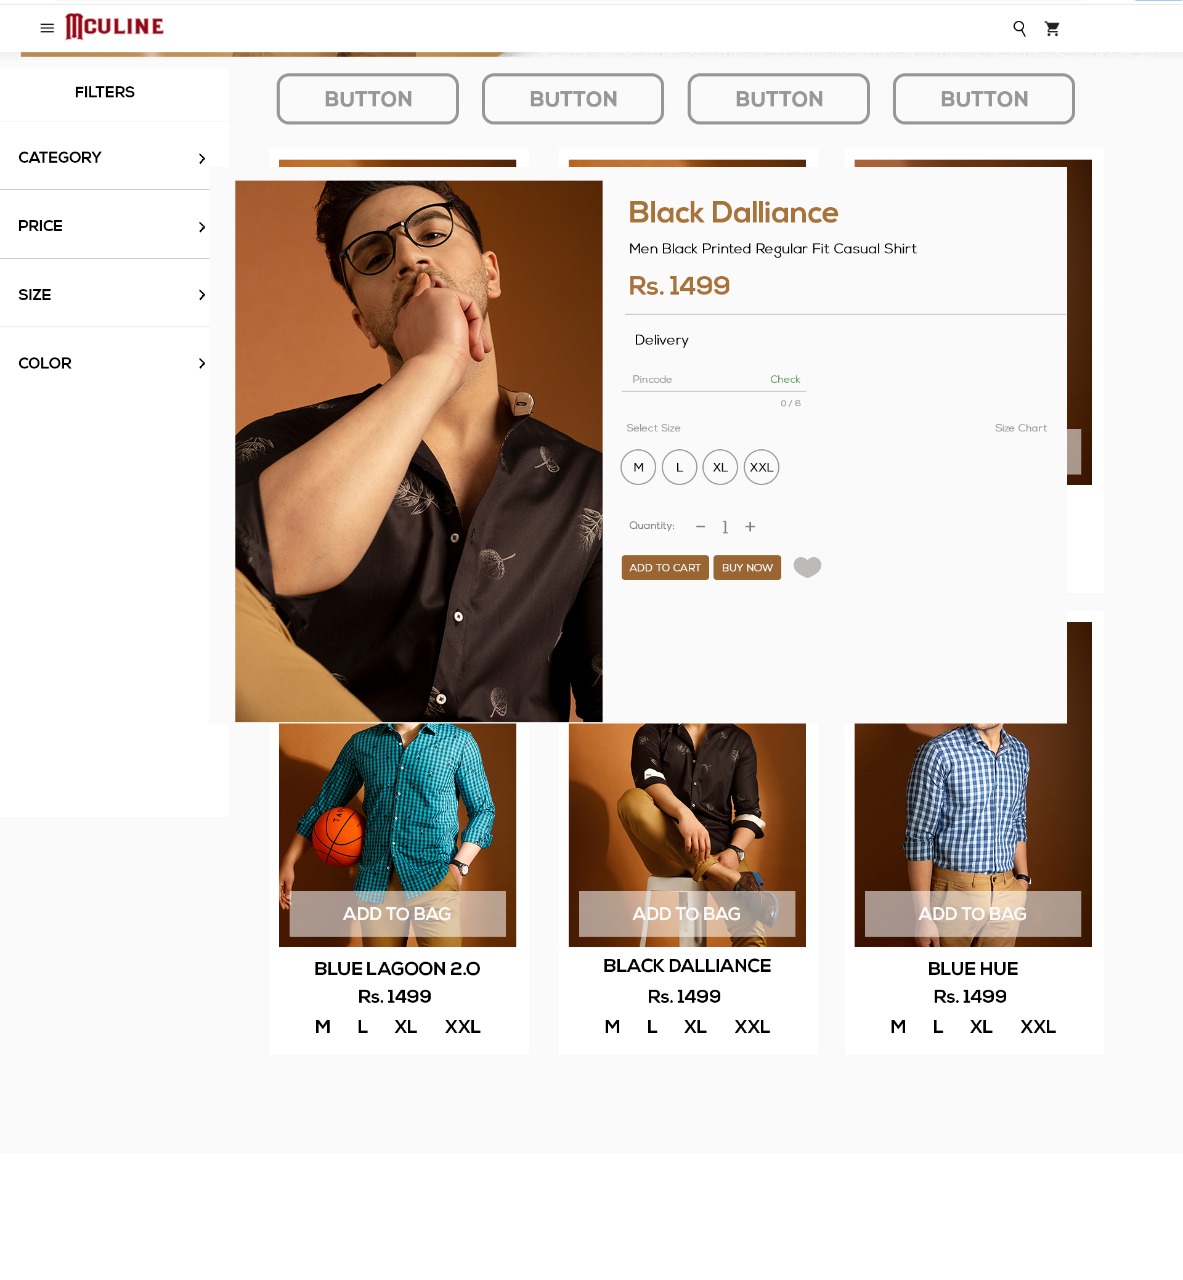 MCULINE
FILTERS
BUTTON BUTTON BUTTON BUTTON
CATEGORY
PRICE
SIZE
COLOR
Black Dalliance
Men Black Printed Regular Fit Casual Shirt
Rs. 1499
Delivery
Pincode Check
0 / 6
Select Size Size Chart
M L XL XXL
Quantity: − 1 +
ADD TO CART BUY NOW
ADD TO BAG ADD TO BAG ADD TO BAG
BLUE LAGOON 2.0 BLACK DALLIANCE BLUE HUE
Rs. 1499 Rs. 1499 Rs. 1499
M L XL XXL M L XL XXL M L XL XXL